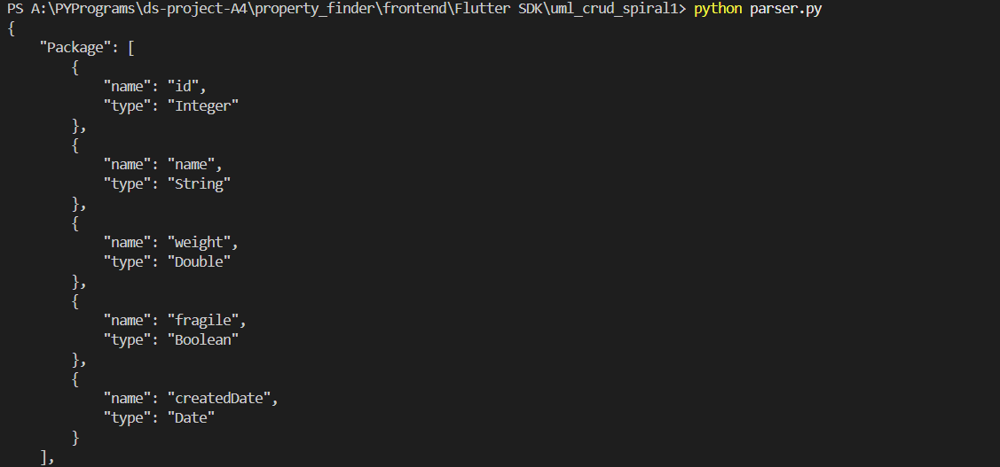 PS A:\PYPrograms\ds-project-A4\property_finder\frontend\Flutter SDK\uml_crud_spiral1> python parser.py
{
    "Package": [
        {
            "name": "id",
            "type": "Integer"
        },
        {
            "name": "name",
            "type": "String"
        },
        {
            "name": "weight",
            "type": "Double"
        },
        {
            "name": "fragile",
            "type": "Boolean"
        },
        {
            "name": "createdDate",
            "type": "Date"
        }
    ],